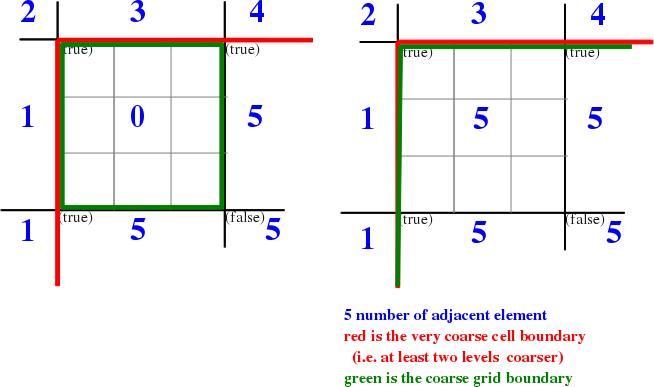 2 3 4 2 3 4
(true) (true) (true) (true)
1 0 5 1 5 5
(true) (false) (true) (false)
1 5 5 1 5 5
5 number of adjacent element
red is the very coarse cell boundary
(i.e. at least two levels coarser)
green is the coarse grid boundary